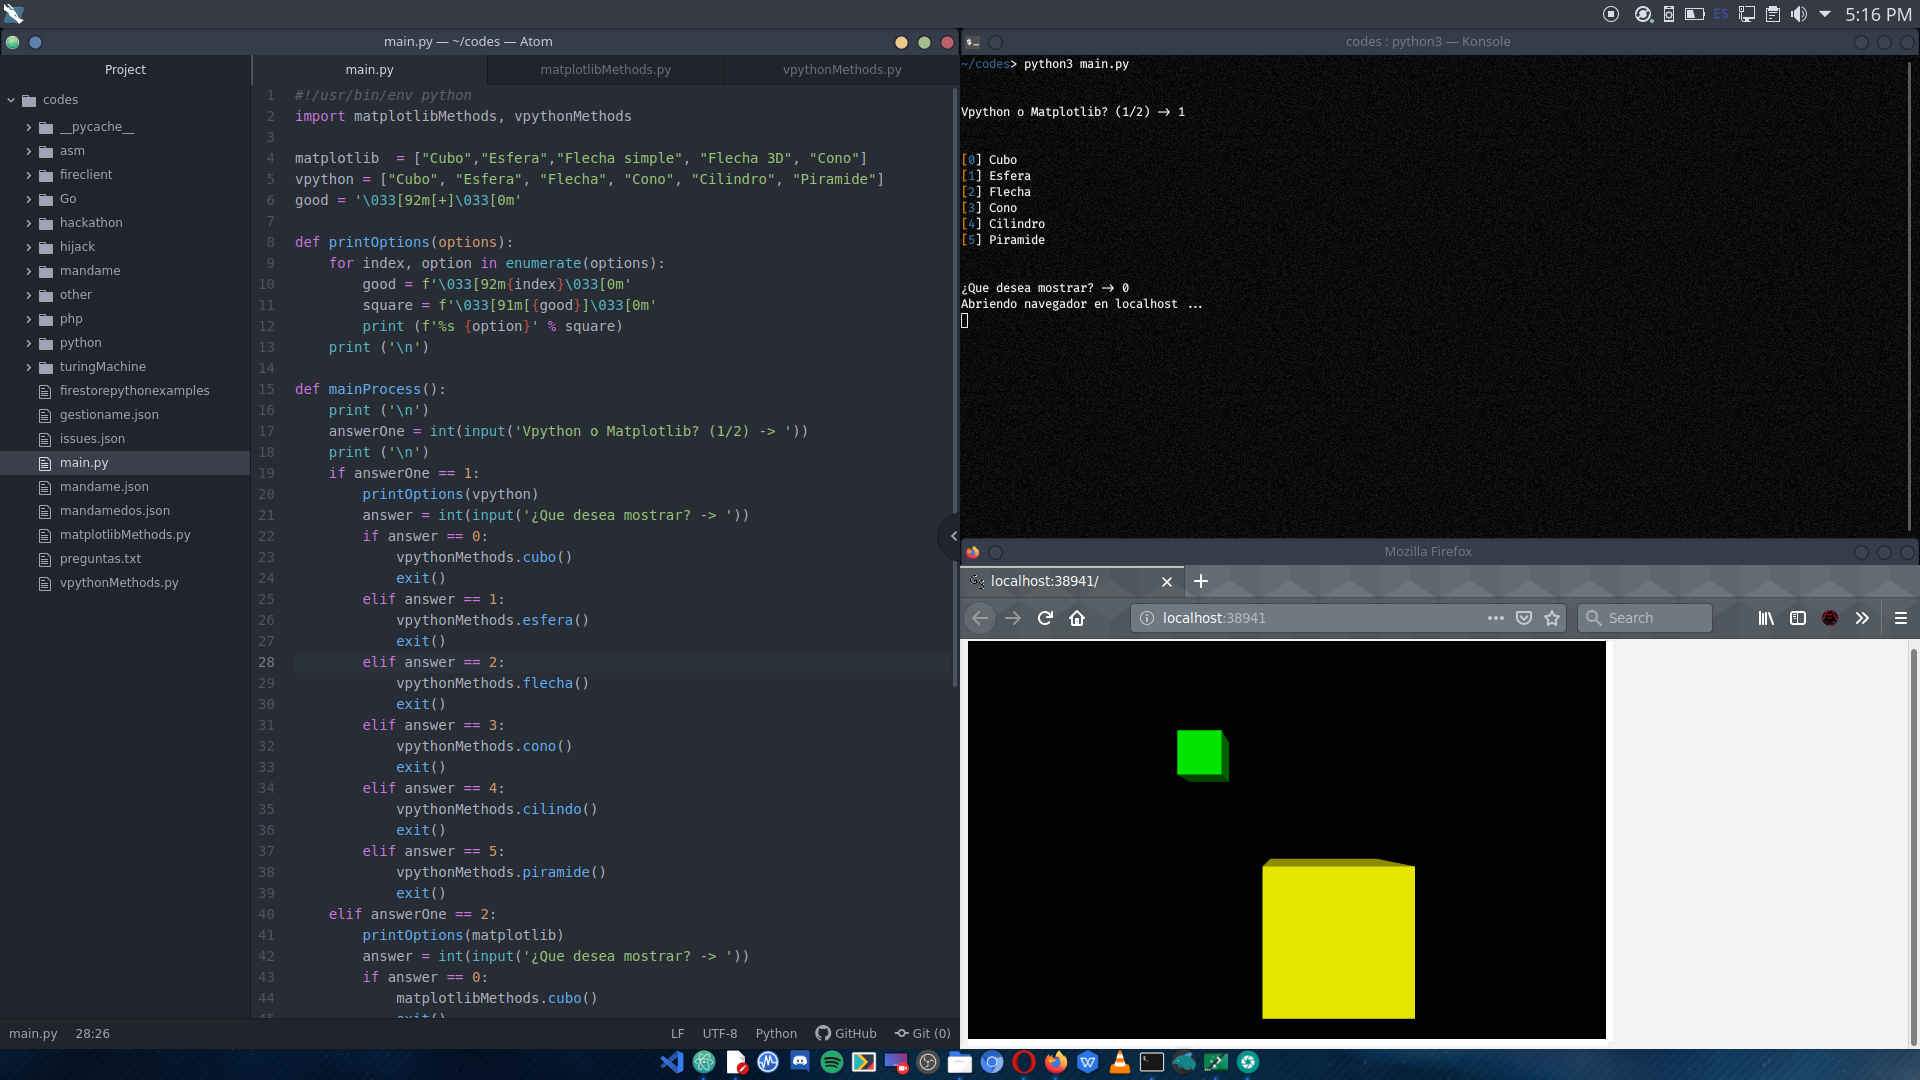 ES
5:16 PM
main.py — ~/codes — Atom
Project
codes
__pycache__
asm
fireclient
Go
hackathon
hijack
mandame
other
php
python
turingMachine
firestorepythonexamples
gestioname.json
issues.json
main.py
mandame.json
mandamedos.json
matplotlibMethods.py
preguntas.txt
vpythonMethods.py
main.py matplotlibMethods.py vpythonMethods.py
1 #!/usr/bin/env python
2 import matplotlibMethods, vpythonMethods
3
4 matplotlib  = ["Cubo","Esfera","Flecha simple", "Flecha 3D", "Cono"]
5 vpython = ["Cubo", "Esfera", "Flecha", "Cono", "Cilindro", "Piramide"]
6 good = '\033[92m[+]\033[0m'
7
8 def printOptions(options):
9     for index, option in enumerate(options):
10         good = f'\033[92m{index}\033[0m'
11         square = f'\033[91m[{good}]\033[0m'
12         print (f'%s {option}' % square)
13     print ('\n')
14
15 def mainProcess():
16     print ('\n')
17     answerOne = int(input('Vpython o Matplotlib? (1/2) -> '))
18     print ('\n')
19     if answerOne == 1:
20         printOptions(vpython)
21         answer = int(input('¿Que desea mostrar? -> '))
22         if answer == 0:
23             vpythonMethods.cubo()
24             exit()
25         elif answer == 1:
26             vpythonMethods.esfera()
27             exit()
28         elif answer == 2:
29             vpythonMethods.flecha()
30             exit()
31         elif answer == 3:
32             vpythonMethods.cono()
33             exit()
34         elif answer == 4:
35             vpythonMethods.cilindo()
36             exit()
37         elif answer == 5:
38             vpythonMethods.piramide()
39             exit()
40     elif answerOne == 2:
41         printOptions(matplotlib)
42         answer = int(input('¿Que desea mostrar? -> '))
43         if answer == 0:
44             matplotlibMethods.cubo()
45             exit()
main.py 28:26 LF UTF-8 Python GitHub Git (0)
codes : python3 — Konsole
~/codes> python3 main.py
Vpython o Matplotlib? (1/2) -> 1
[0] Cubo
[1] Esfera
[2] Flecha
[3] Cono
[4] Cilindro
[5] Piramide
¿Que desea mostrar? -> 0
Abriendo navegador en localhost ...
Mozilla Firefox
localhost:38941/
localhost:38941
Search